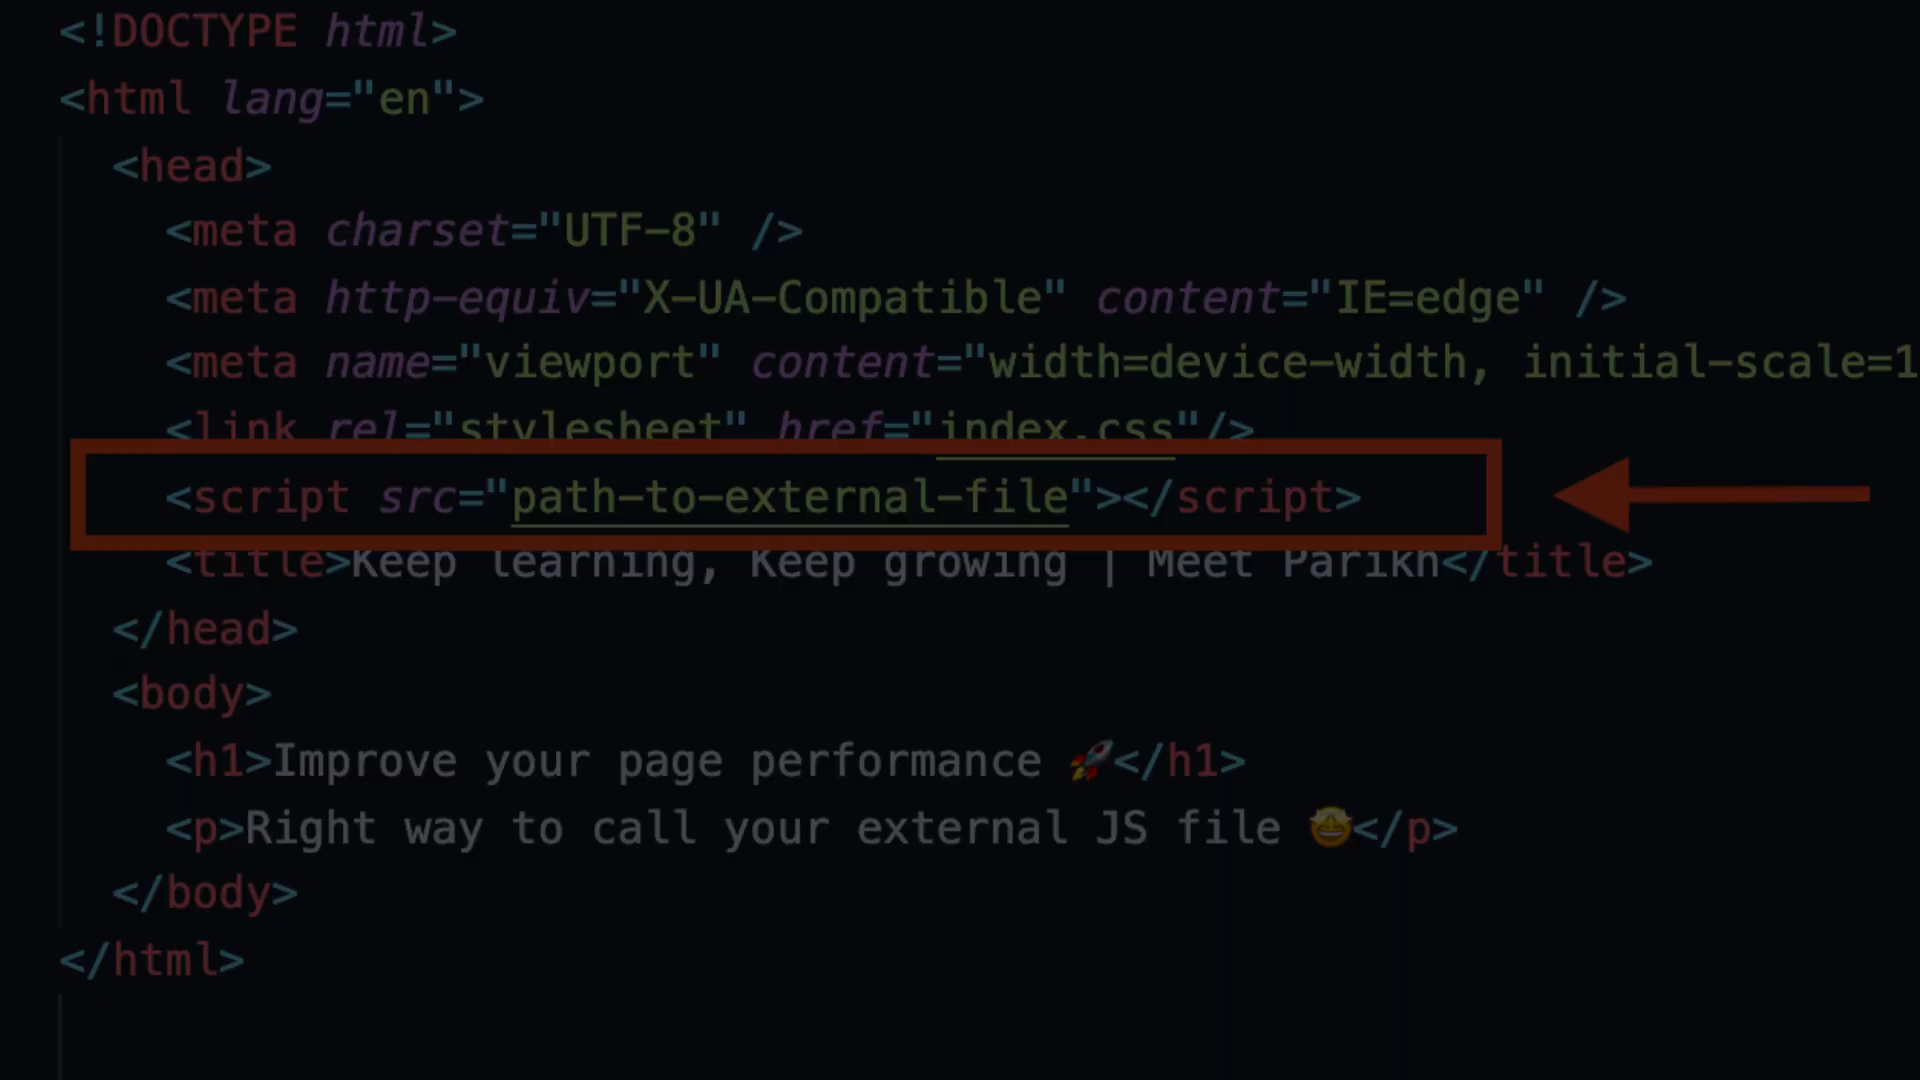 <!DOCTYPE html>
<html lang="en">
<head>
<meta charset="UTF-8" />
<meta http-equiv="X-UA-Compatible" content="IE=edge" />
<meta name="viewport" content="width=device-width, initial-scale=1
<link rel="stylesheet" href="index.css"/>
<script src="path-to-external-file"></script>
<title>Keep learning, Keep growing | Meet Parikh</title>
</head>
<body>
<h1>Improve your page performance 🚀</h1>
<p>Right way to call your external JS file 🤩</p>
</body>
</html>